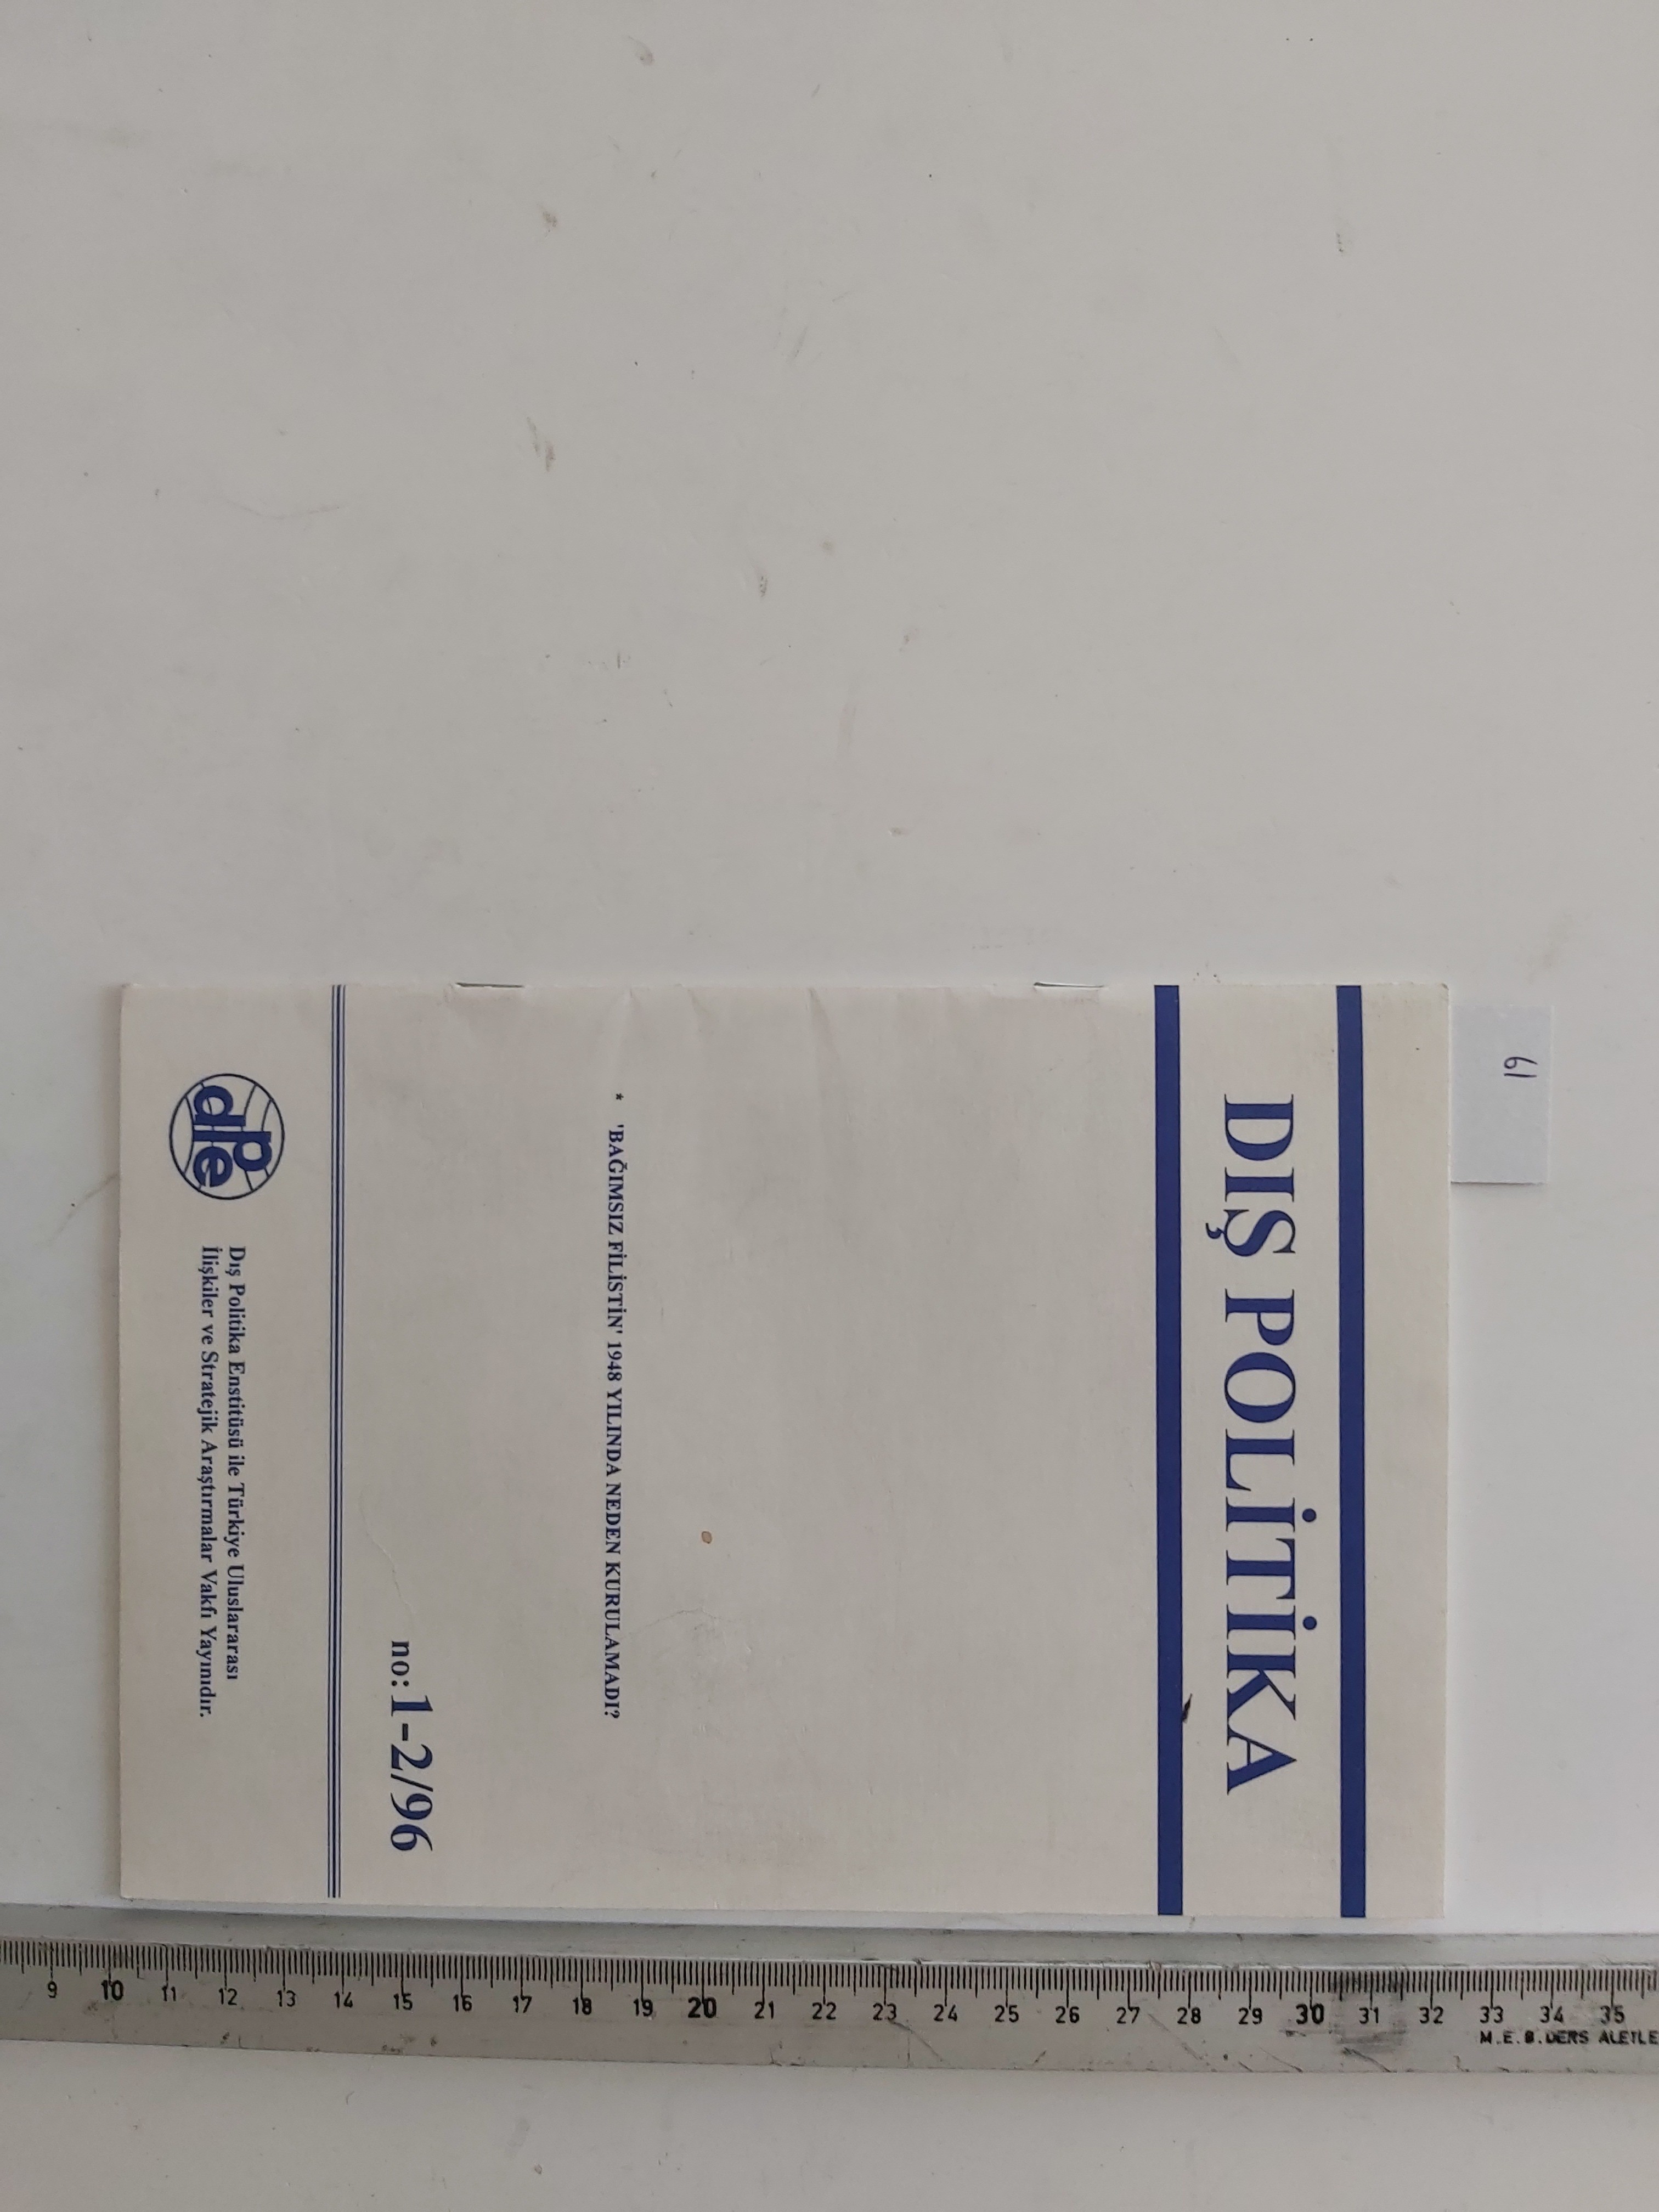 61
DIŞ POLİTİKA
* 'BAĞIMSIZ FİLİSTİN' 1948 YILINDA NEDEN KURULAMADI?
no:1-2/96
dpe
Dış Politika Enstitüsü ile Türkiye Uluslararası
İlişkiler ve Stratejik Araştırmalar Vakfı Yayınıdır.
9 10 11 12 13 14 15 16 17 18 19 20 21 22 23 24 25 26 27 28 29 30 31 32 33 34 35
M.E.B. DERS ALETLE